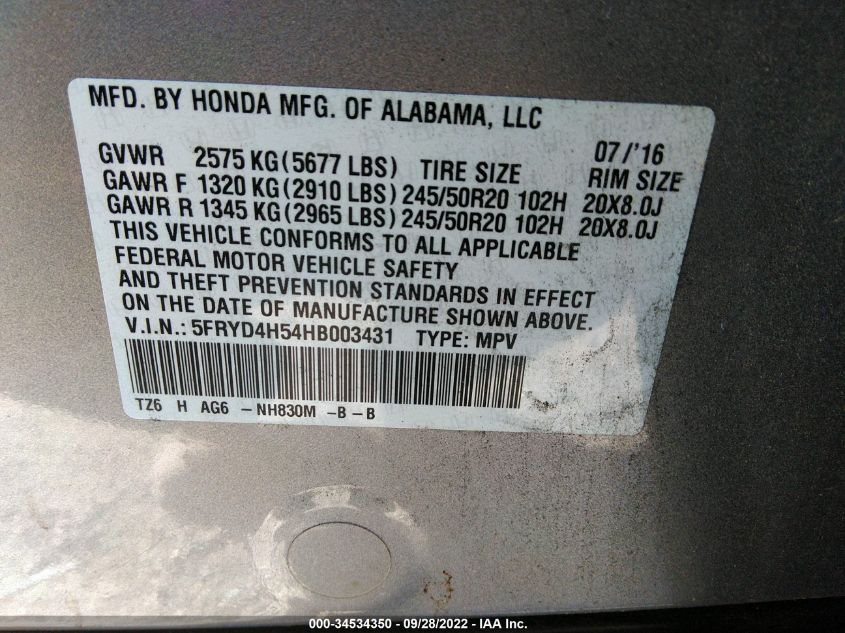 MFD. BY HONDA MFG. OF ALABAMA, LLC
07/'16
GVWR 2575 KG(5677 LBS) TIRE SIZE RIM SIZE
GAWR F 1320 KG(2910 LBS) 245/50R20 102H 20X8.0J
GAWR R 1345 KG(2965 LBS) 245/50R20 102H 20X8.0J
THIS VEHICLE CONFORMS TO ALL APPLICABLE
FEDERAL MOTOR VEHICLE SAFETY
AND THEFT PREVENTION STANDARDS IN EFFECT
ON THE DATE OF MANUFACTURE SHOWN ABOVE.
V.I.N.: 5FRYD4H54HB003431 TYPE: MPV
TZ6 H AG6 -NH830M -B-B
000-34534350 - 09/28/2022 - IAA Inc.